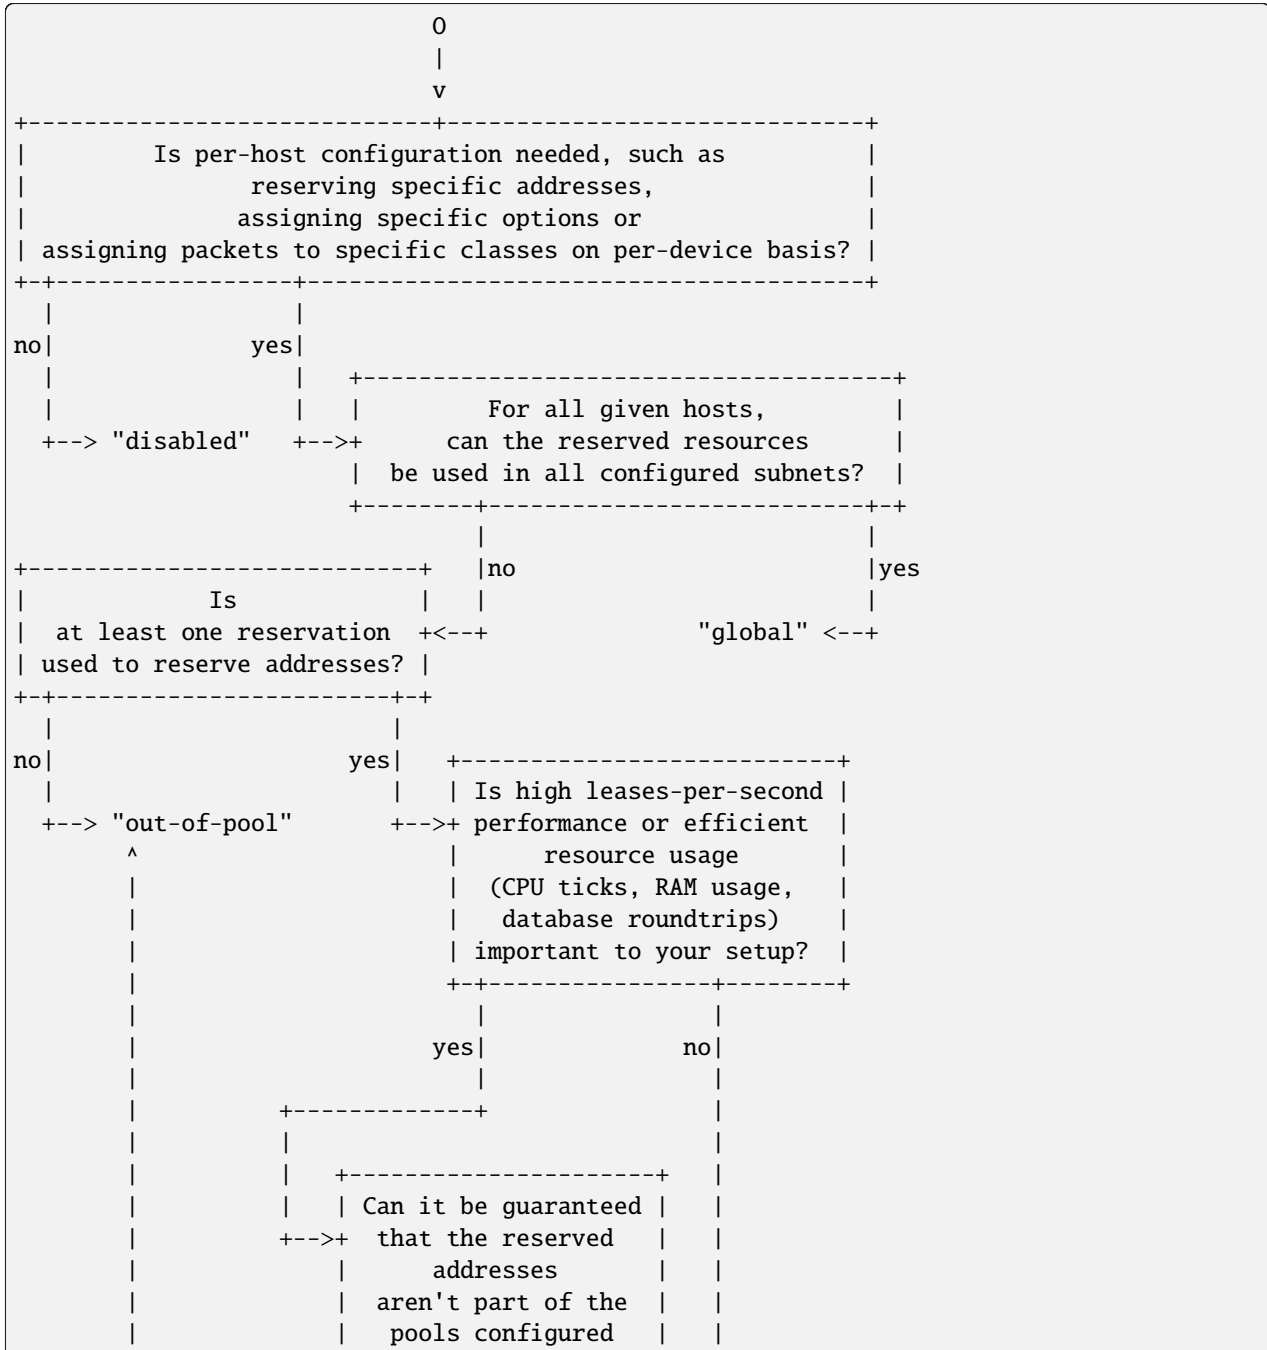 O
                              |
                              v
+-----------------------------+------------------------------+
|          Is per-host configuration needed, such as          |
|                 reserving specific addresses,               |
|                assigning specific options or                |
| assigning packets to specific classes on per-device basis? |
+-+-----------------+----------------------------------------+
  |                 |
no|              yes|
  |                 |   +--------------------------------------+
  |                 |   |         For all given hosts,         |
  +--> "disabled"   +-->+      can the reserved resources      |
                        |  be used in all configured subnets?  |
                        +--------+---------------------------+-+
                                 |                           |
+----------------------------+   |no                         |yes
|             Is             |   |                           |
|  at least one reservation  +<--+               "global" <--+
| used to reserve addresses? |
+-+------------------------+-+
  |                        |
no|                     yes|   +---------------------------+
  |                        |   | Is high leases-per-second |
  +--> "out-of-pool"       +-->+ performance or efficient  |
        ^                      |      resource usage       |
        |                      |  (CPU ticks, RAM usage,   |
        |                      |   database roundtrips)    |
        |                      | important to your setup?  |
        |                      +-+----------------+--------+
        |                        |                |
        |                     yes|              no|
        |                        |                |
        |          +-------------+                |
        |          |                              |
        |          |   +----------------------+   |
        |          |   | Can it be guaranteed |   |
        |          +-->+  that the reserved   |   |
        |              |      addresses       |   |
        |              |  aren't part of the  |   |
        |              |   pools configured   |   |